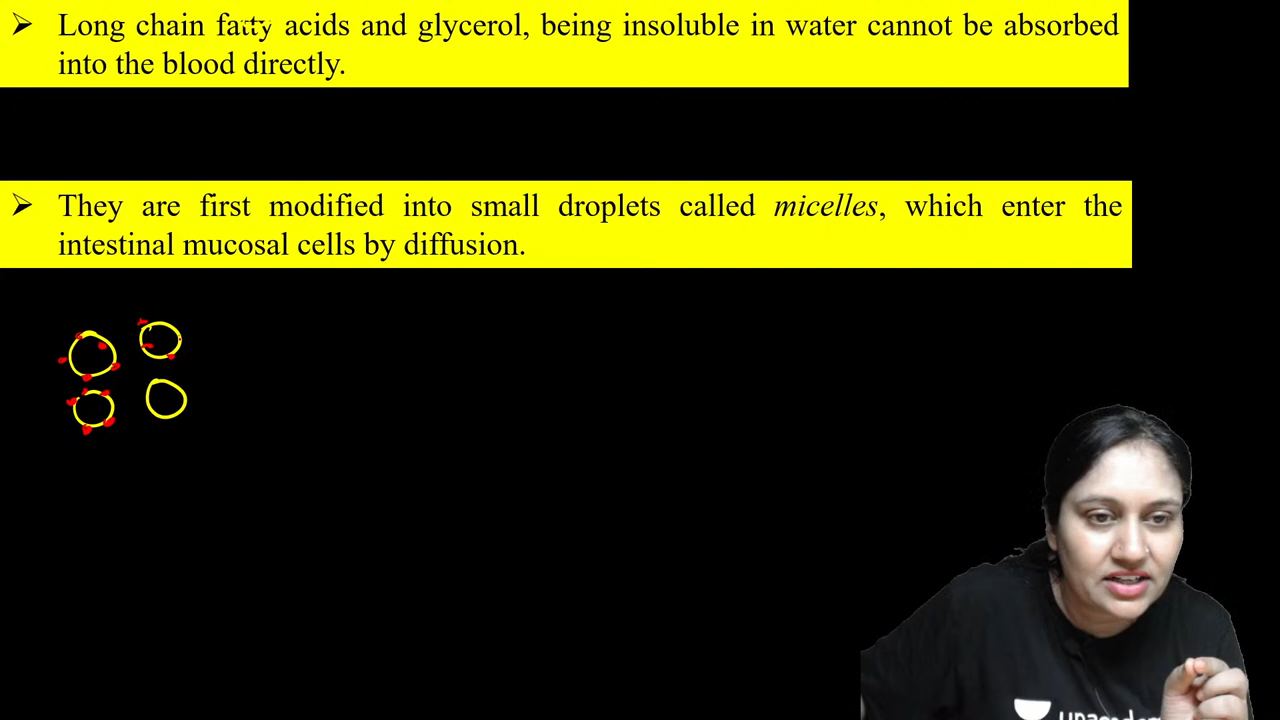 ➢ Long chain fatty acids and glycerol, being insoluble in water cannot be absorbed
into the blood directly.
➢ They are first modified into small droplets called micelles, which enter the
intestinal mucosal cells by diffusion.